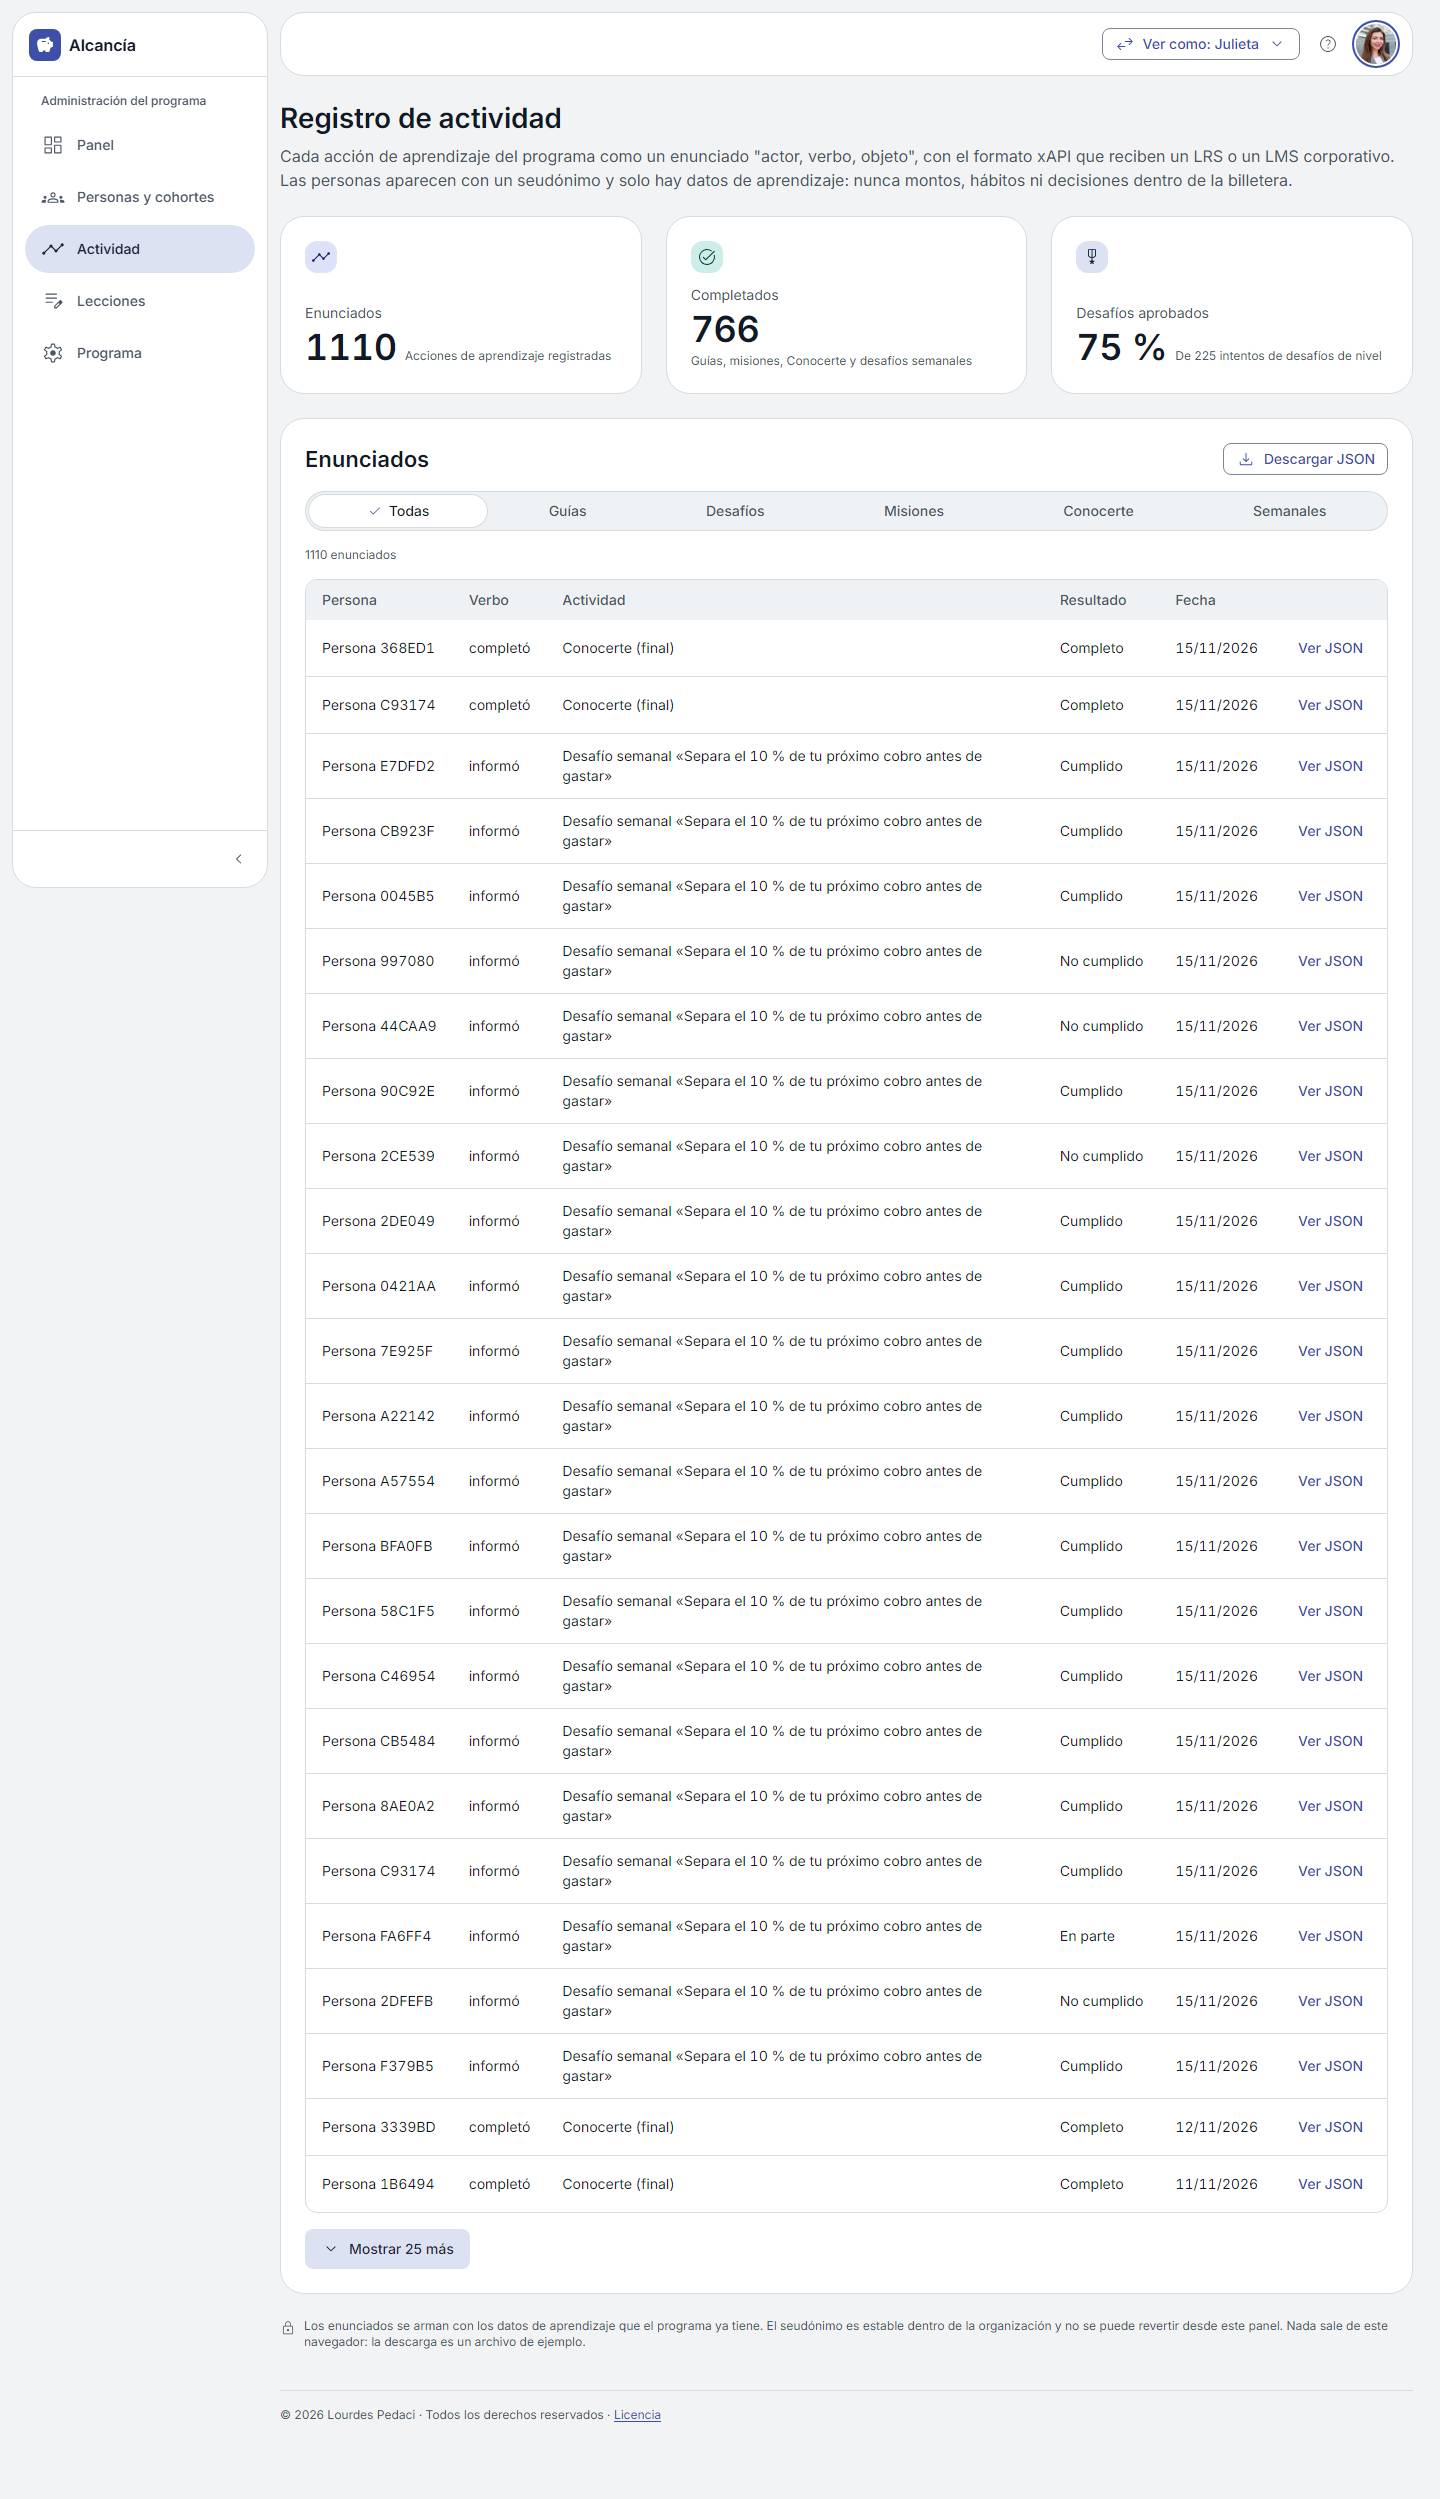 Alcancía
Ver como: Julieta
Administración del programa
Panel
Personas y cohortes
Actividad
Lecciones
Programa
Registro de actividad
Cada acción de aprendizaje del programa como un enunciado "actor, verbo, objeto", con el formato xAPI que reciben un LRS o un LMS corporativo.
Las personas aparecen con un seudónimo y solo hay datos de aprendizaje: nunca montos, hábitos ni decisiones dentro de la billetera.
Enunciados
1110 Acciones de aprendizaje registradas
Completados
766
Guías, misiones, Conocerte y desafíos semanales
Desafíos aprobados
75 % De 225 intentos de desafíos de nivel
Enunciados
Descargar JSON
Todas Guías Desafíos Misiones Conocerte Semanales
1110 enunciados
Persona Verbo Actividad Resultado Fecha
Persona 368ED1 completó Conocerte (final) Completo 15/11/2026 Ver JSON
Persona C93174 completó Conocerte (final) Completo 15/11/2026 Ver JSON
Persona E7DFD2 informó Desafío semanal «Separa el 10 % de tu próximo cobro antes de
gastar» Cumplido 15/11/2026 Ver JSON
Persona CB923F informó Desafío semanal «Separa el 10 % de tu próximo cobro antes de
gastar» Cumplido 15/11/2026 Ver JSON
Persona 0045B5 informó Desafío semanal «Separa el 10 % de tu próximo cobro antes de
gastar» Cumplido 15/11/2026 Ver JSON
Persona 997080 informó Desafío semanal «Separa el 10 % de tu próximo cobro antes de
gastar» No cumplido 15/11/2026 Ver JSON
Persona 44CAA9 informó Desafío semanal «Separa el 10 % de tu próximo cobro antes de
gastar» No cumplido 15/11/2026 Ver JSON
Persona 90C92E informó Desafío semanal «Separa el 10 % de tu próximo cobro antes de
gastar» Cumplido 15/11/2026 Ver JSON
Persona 2CE539 informó Desafío semanal «Separa el 10 % de tu próximo cobro antes de
gastar» No cumplido 15/11/2026 Ver JSON
Persona 2DE049 informó Desafío semanal «Separa el 10 % de tu próximo cobro antes de
gastar» Cumplido 15/11/2026 Ver JSON
Persona 0421AA informó Desafío semanal «Separa el 10 % de tu próximo cobro antes de
gastar» Cumplido 15/11/2026 Ver JSON
Persona 7E925F informó Desafío semanal «Separa el 10 % de tu próximo cobro antes de
gastar» Cumplido 15/11/2026 Ver JSON
Persona A22142 informó Desafío semanal «Separa el 10 % de tu próximo cobro antes de
gastar» Cumplido 15/11/2026 Ver JSON
Persona A57554 informó Desafío semanal «Separa el 10 % de tu próximo cobro antes de
gastar» Cumplido 15/11/2026 Ver JSON
Persona BFA0FB informó Desafío semanal «Separa el 10 % de tu próximo cobro antes de
gastar» Cumplido 15/11/2026 Ver JSON
Persona 58C1F5 informó Desafío semanal «Separa el 10 % de tu próximo cobro antes de
gastar» Cumplido 15/11/2026 Ver JSON
Persona C46954 informó Desafío semanal «Separa el 10 % de tu próximo cobro antes de
gastar» Cumplido 15/11/2026 Ver JSON
Persona CB5484 informó Desafío semanal «Separa el 10 % de tu próximo cobro antes de
gastar» Cumplido 15/11/2026 Ver JSON
Persona 8AE0A2 informó Desafío semanal «Separa el 10 % de tu próximo cobro antes de
gastar» Cumplido 15/11/2026 Ver JSON
Persona C93174 informó Desafío semanal «Separa el 10 % de tu próximo cobro antes de
gastar» Cumplido 15/11/2026 Ver JSON
Persona FA6FF4 informó Desafío semanal «Separa el 10 % de tu próximo cobro antes de
gastar» En parte 15/11/2026 Ver JSON
Persona 2DFEFB informó Desafío semanal «Separa el 10 % de tu próximo cobro antes de
gastar» No cumplido 15/11/2026 Ver JSON
Persona F379B5 informó Desafío semanal «Separa el 10 % de tu próximo cobro antes de
gastar» Cumplido 15/11/2026 Ver JSON
Persona 3339BD completó Conocerte (final) Completo 12/11/2026 Ver JSON
Persona 1B6494 completó Conocerte (final) Completo 11/11/2026 Ver JSON
Mostrar 25 más
Los enunciados se arman con los datos de aprendizaje que el programa ya tiene. El seudónimo es estable dentro de la organización y no se puede revertir desde este panel. Nada sale de este
navegador: la descarga es un archivo de ejemplo.
© 2026 Lourdes Pedaci · Todos los derechos reservados · Licencia